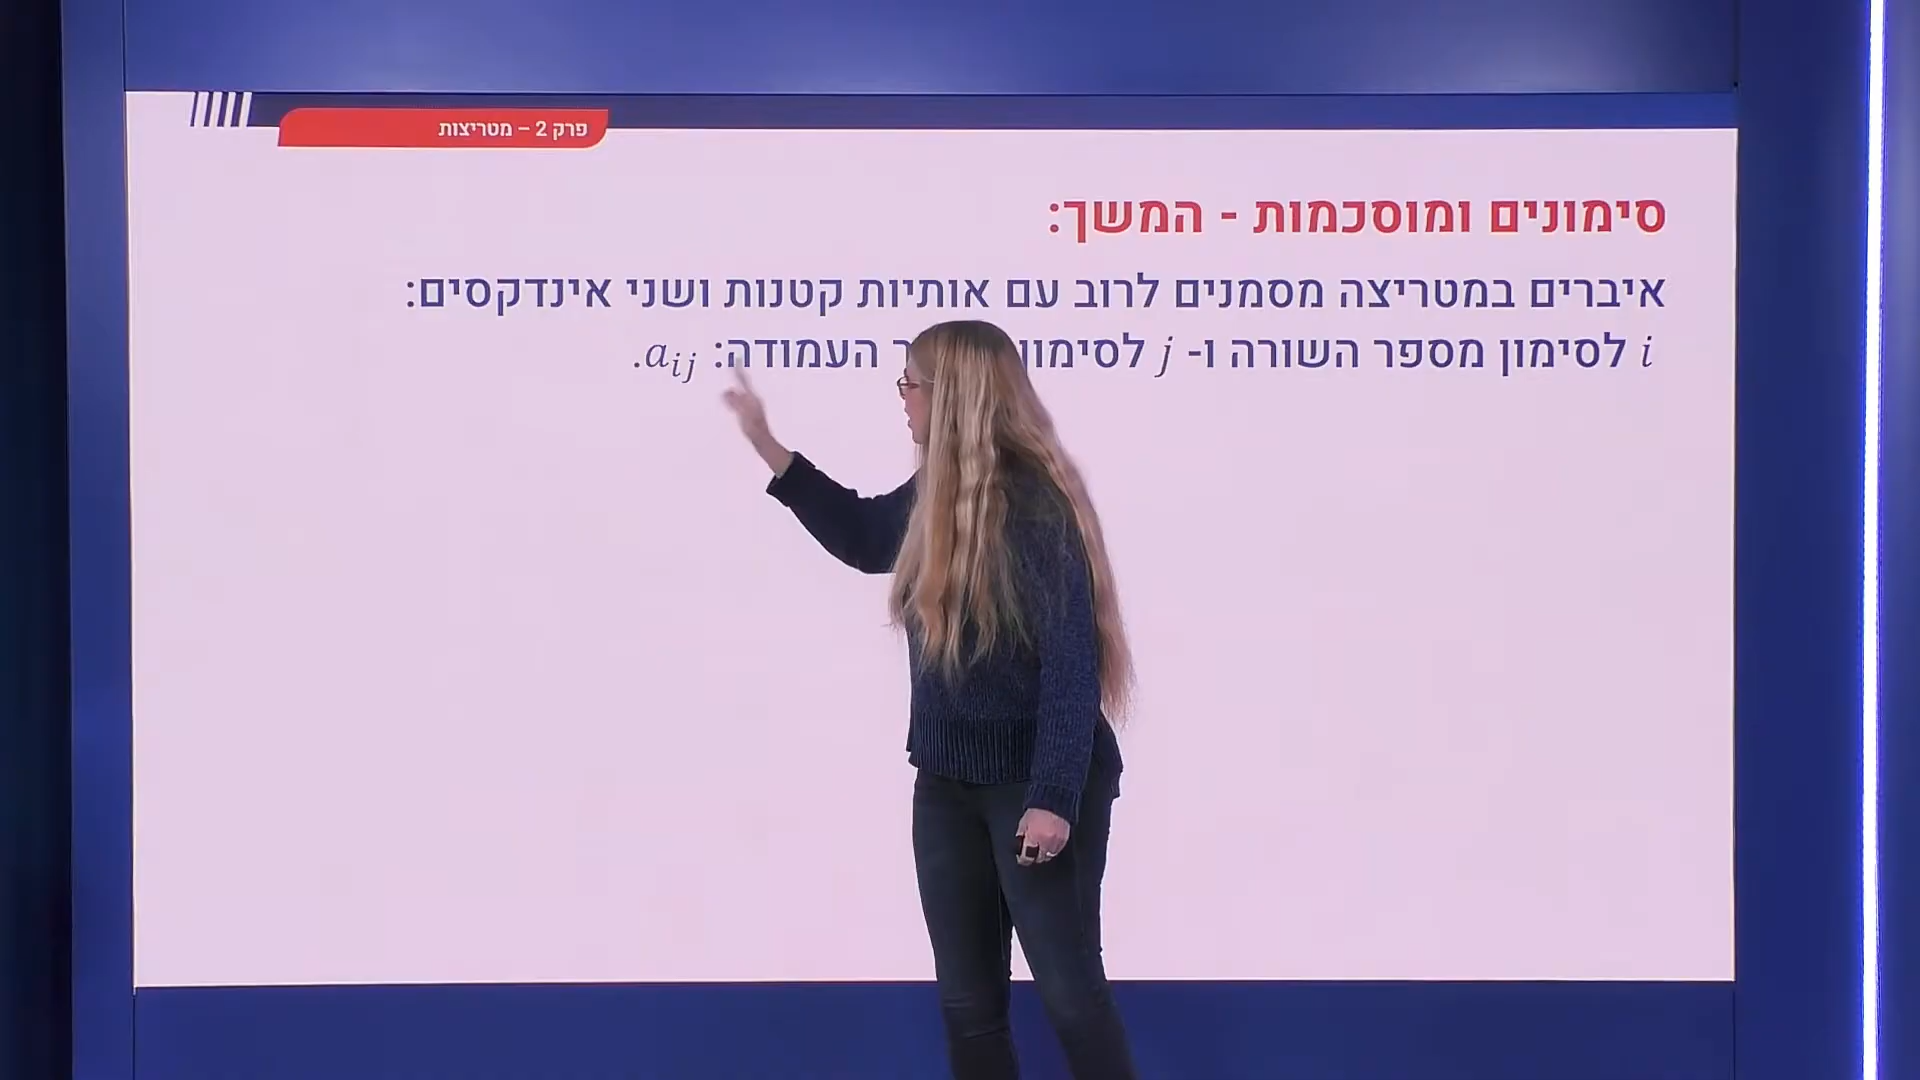 פרק 2 – מטריצות
סימונים ומוסכמות - המשך:
איברים במטריצה מסמנים לרוב עם אותיות קטנות ושני אינדקסים:
i לסימון מספר השורה ו- j לסימון העמודה: a_{ij}.